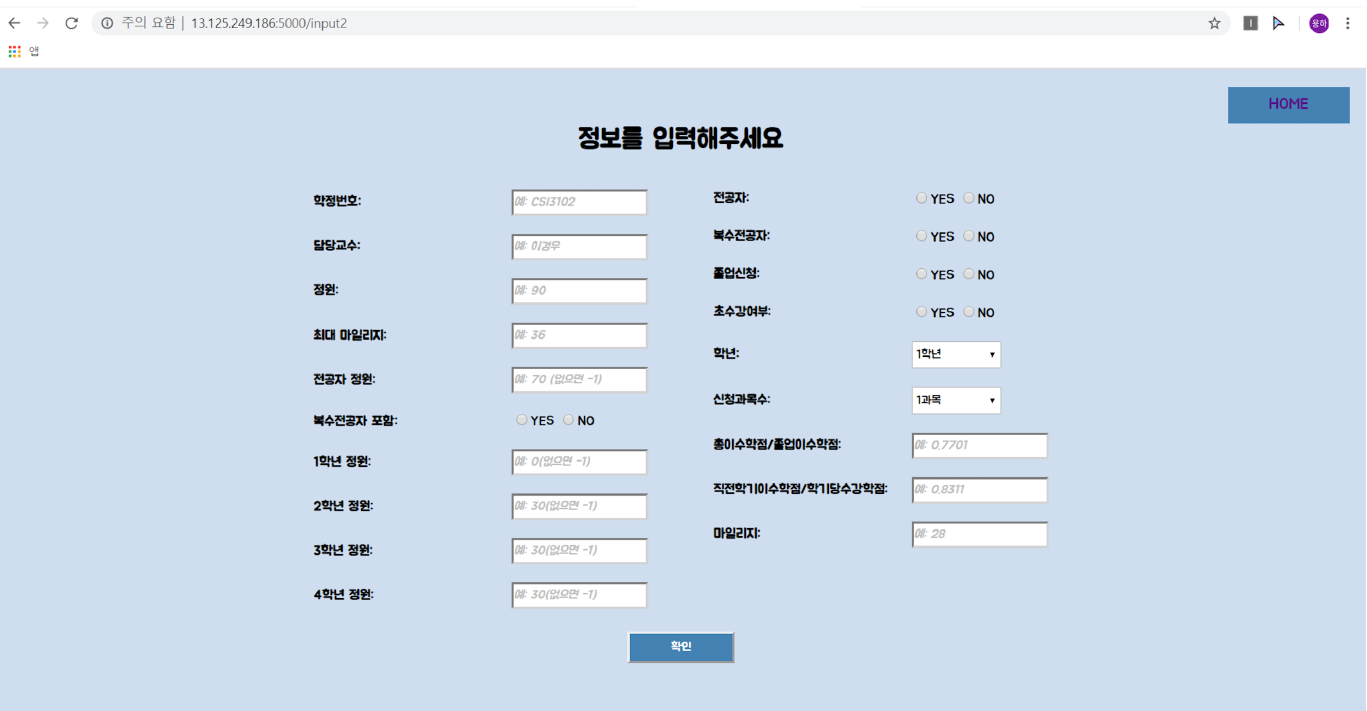 주의 요함 | 13.125.249.186:5000/input2
용하
앱
HOME
정보를 입력해주세요
학정번호: 예: CSI3102
담당교수: 예: 이경우
정원: 예: 90
최대 마일리지: 예: 36
전공자 정원: 예: 70 (없으면 -1)
복수전공자 포함: YES NO
1학년 정원: 예: 0(없으면 -1)
2학년 정원: 예: 30(없으면 -1)
3학년 정원: 예: 30(없으면 -1)
4학년 정원: 예: 30(없으면 -1)
전공자: YES NO
복수전공자: YES NO
졸업신청: YES NO
초수강여부: YES NO
학년: 1학년
신청과목수: 1과목
총이수학점/졸업이수학점: 예: 0.7701
직전학기이수학점/학기당수강학점: 예: 0.8311
마일리지: 예: 28
확인